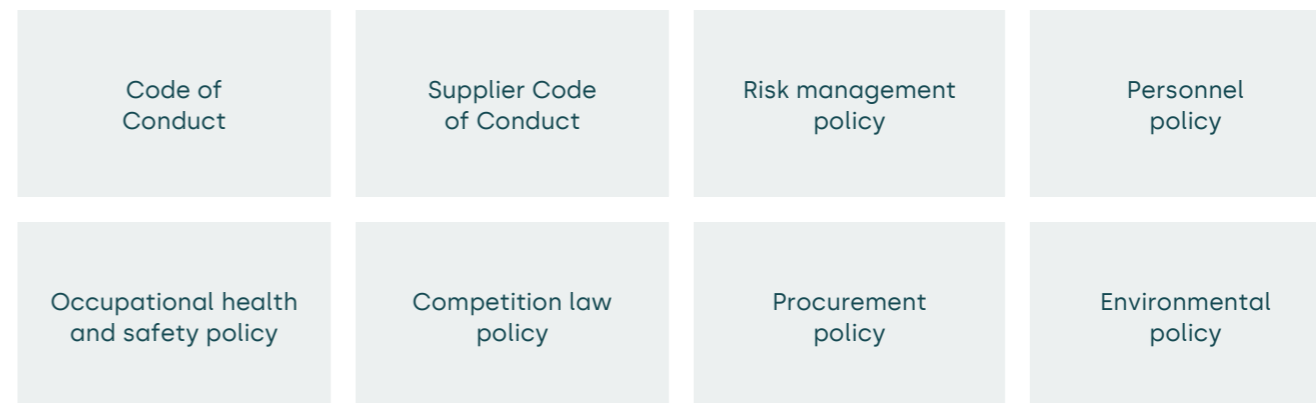 Code of
Conduct
Supplier Code
of Conduct
Risk management
policy
Personnel
policy
Occupational health
and safety policy
Competition law
policy
Procurement
policy
Environmental
policy